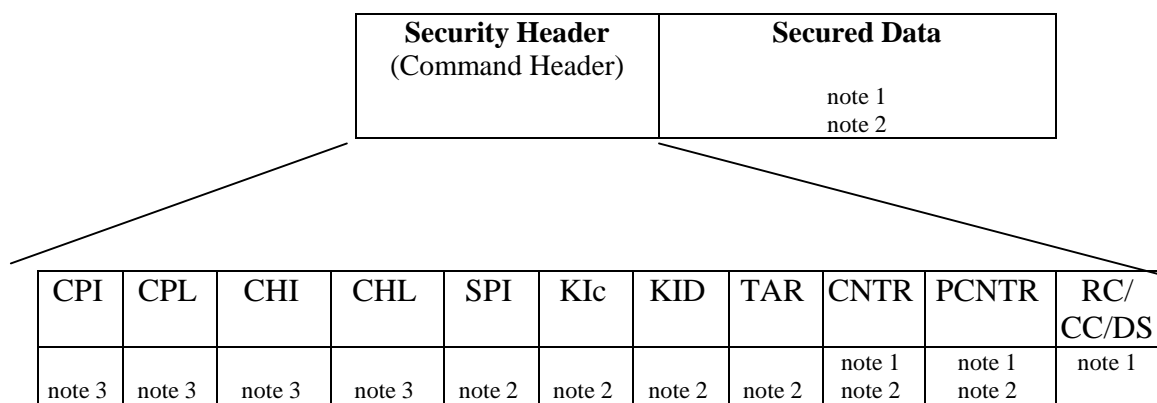 Security Header Secured Data
(Command Header)
note 1
note 2
CPI CPL CHI CHL SPI KIc KID TAR CNTR PCNTR RC/
CC/DS
note 1 note 1 note 1
note 3 note 3 note 3 note 3 note 2 note 2 note 2 note 2 note 2 note 2